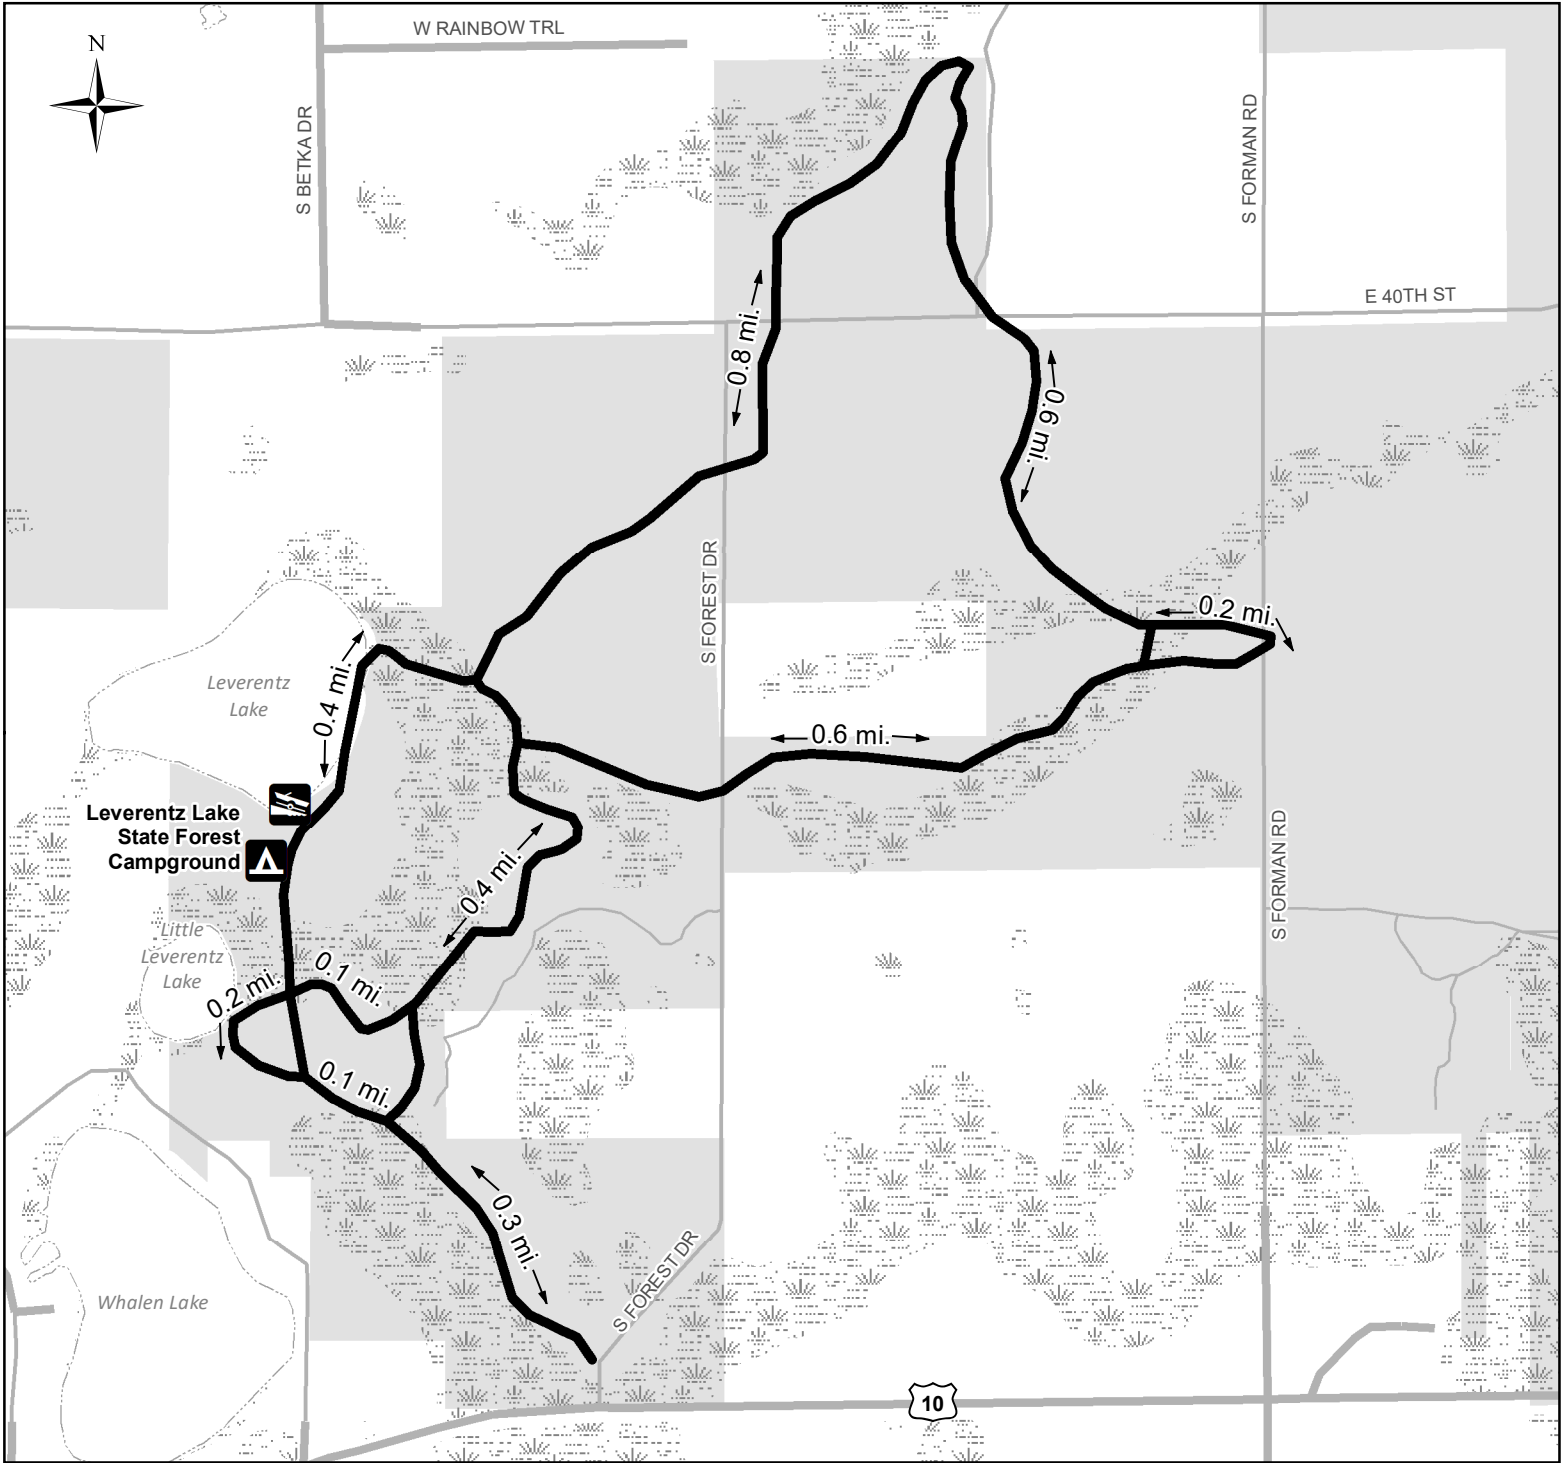 W RAINBOW TRL
N
S BETKA DR
S FORMAN RD
E 40TH ST
0.8 mi.
0.6 mi.
S FOREST DR
0.2 mi.
Leverentz
Lake
0.4 mi.
0.6 mi.
Leverentz Lake
State Forest
Campground
0.4 mi.
S FORMAN RD
Little
Leverentz
Lake
0.2 mi.
0.1 mi.
0.1 mi.
0.3 mi.
S FOREST DR
Whalen Lake
10